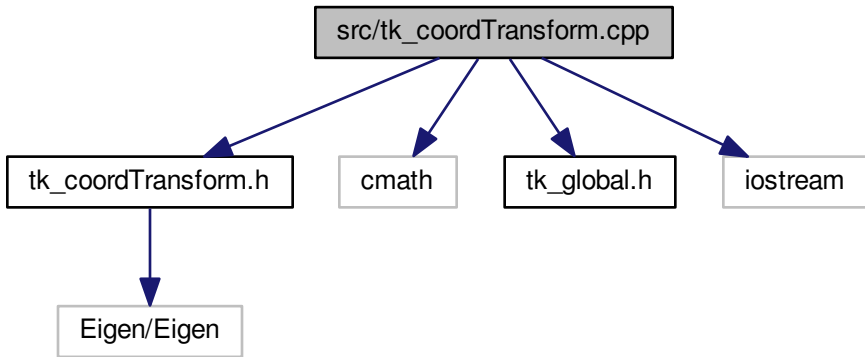 src/tk_coordTransform.cpp
tk_coordTransform.h
cmath
tk_global.h
iostream
Eigen/Eigen